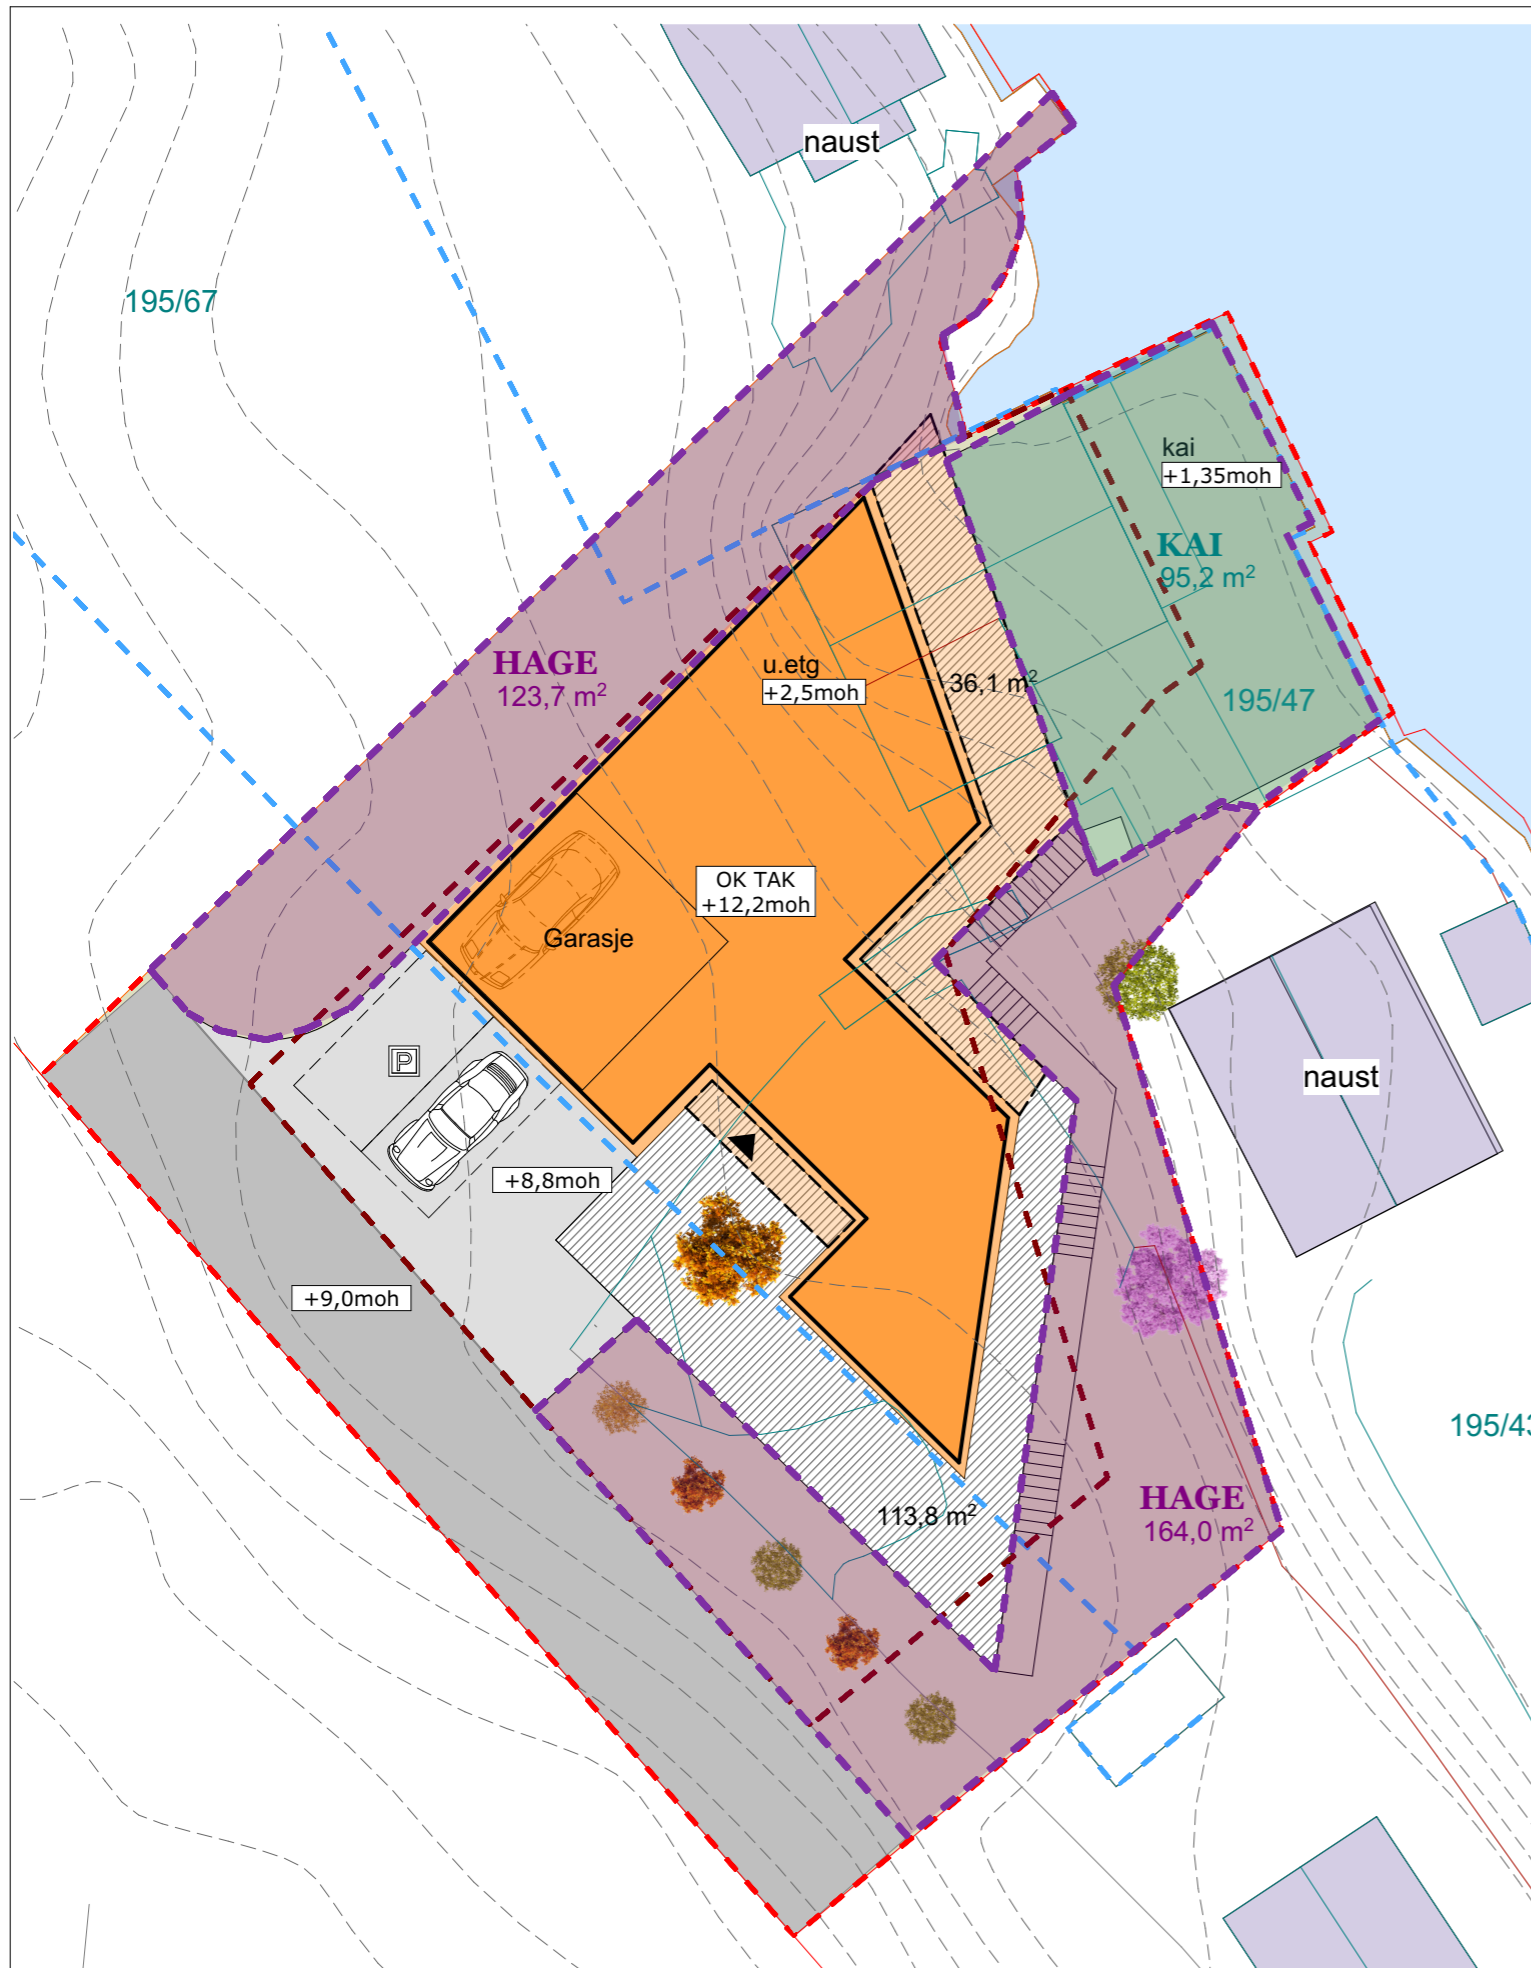 naust
195/67
kai
+1,35moh
KAI
95,2 m²
HAGE
123,7 m²
u.etg
+2,5moh
36,1 m²
195/47
OK TAK
+12,2moh
Garasje
P
naust
+8,8moh
+9,0moh
195/43
HAGE
164,0 m²
113,8 m²